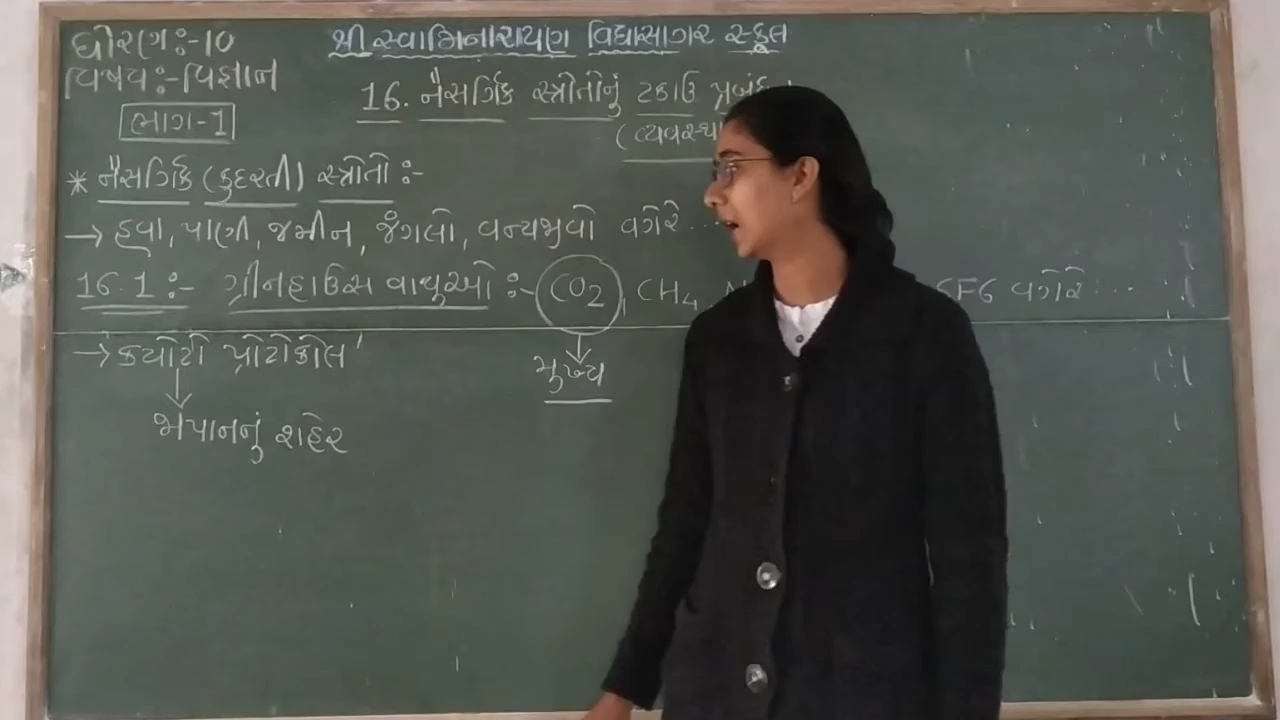 ધોરણ:-10
શ્રી સ્વામિનારાયણ વિદ્યાસાગર સ્કૂલ
વિષય:-વિજ્ઞાન
ભાગ-1
16. નૈસર્ગિક સ્ત્રોતોનું ટકાઉ
* નૈસર્ગિક (કુદરતી) સ્ત્રોતો:-
→ હવા, પાણી, જમીન, જંગલો, વન્યજીવો વગેરે...
16.1:- ગ્રીનહાઉસ વાયુઓ:- CO2, CH4, SF6 વગેરે...
→ ક્યોટો પ્રોટોકોલ'
મુખ્ય
જાપાનનું શહેર